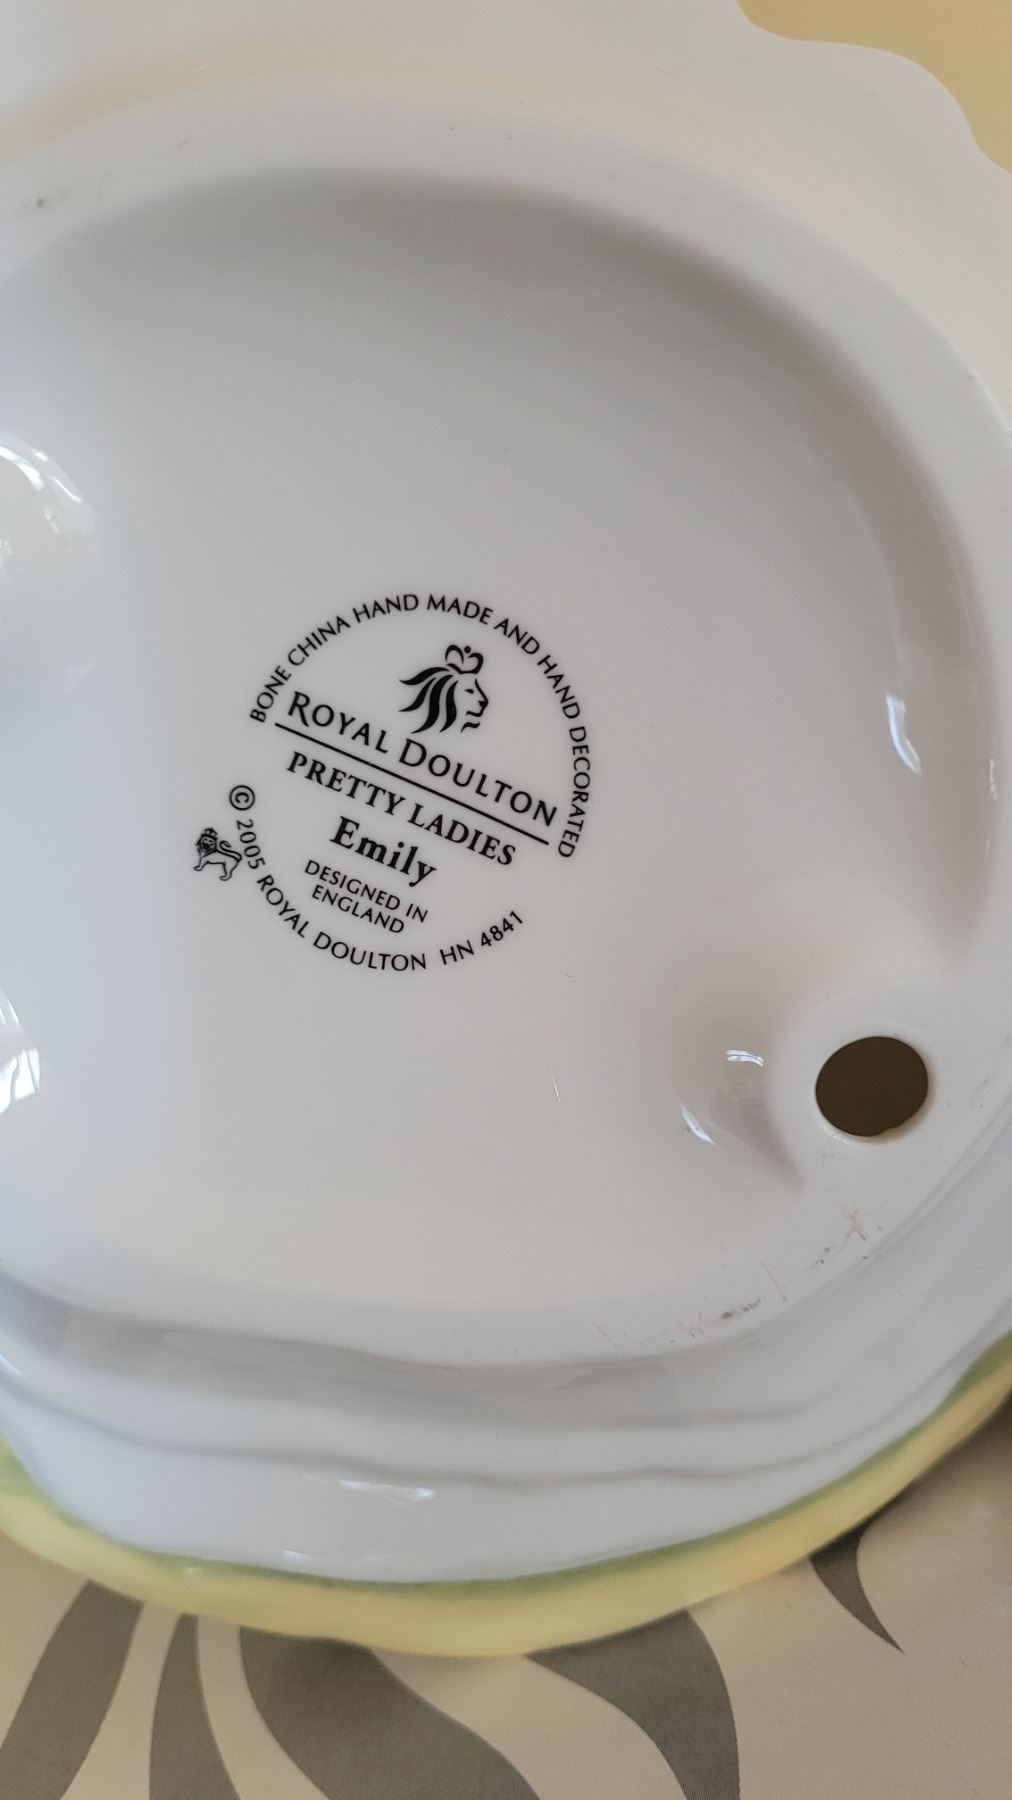 BONE CHINA HAND MADE AND HAND DECORATED
ROYAL DOULTON
PRETTY LADIES
Emily
DESIGNED IN
ENGLAND
© 2005 ROYAL DOULTON HN 4841